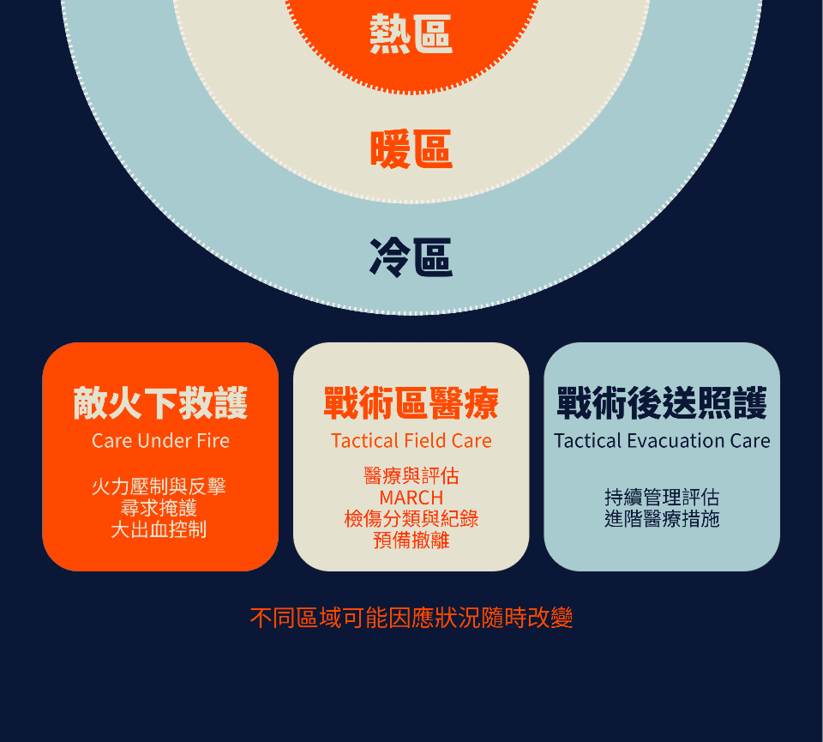 熱區
暖區
冷區
敵火下救護
Care Under Fire
火力壓制與反擊
尋求掩護
大出血控制
戰術區醫療
Tactical Field Care
醫療與評估
MARCH
檢傷分類與紀錄
預備撤離
戰術後送照護
Tactical Evacuation Care
持續管理評估
進階醫療措施
不同區域可能因應狀況隨時改變